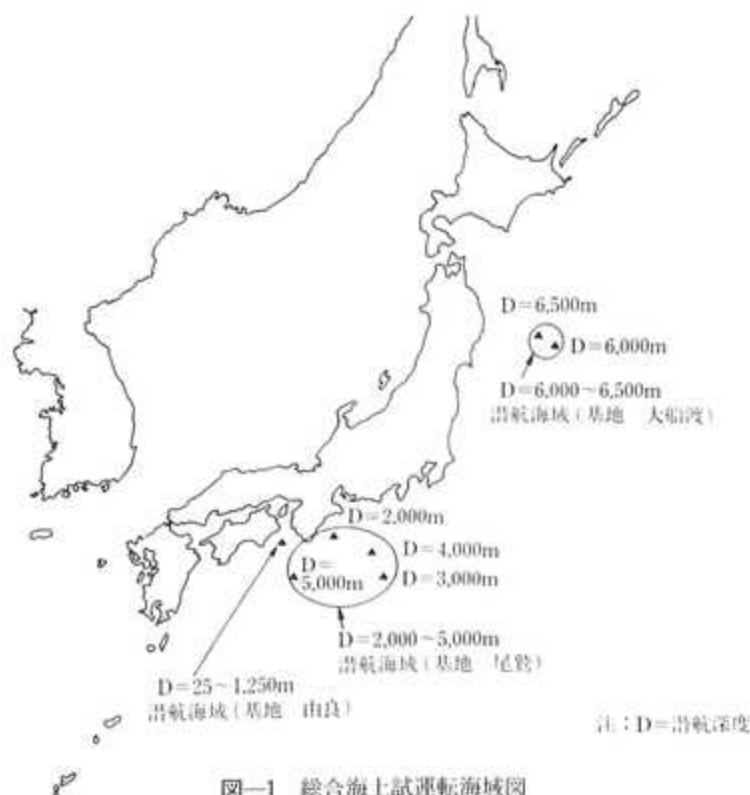 D=6,500m
D=6,000m
D=6,000~6,500m
潜航海域(基地 大船渡)
D=2,000m
D=4,000m
D=
5,000m
D=3,000m
D=2,000~5,000m
潜航海域(基地 尾鷲)
D=25~1,250m
潜航海域(基地 由良)
注:D=潜航深度
図―1 総合海上試運転海域図